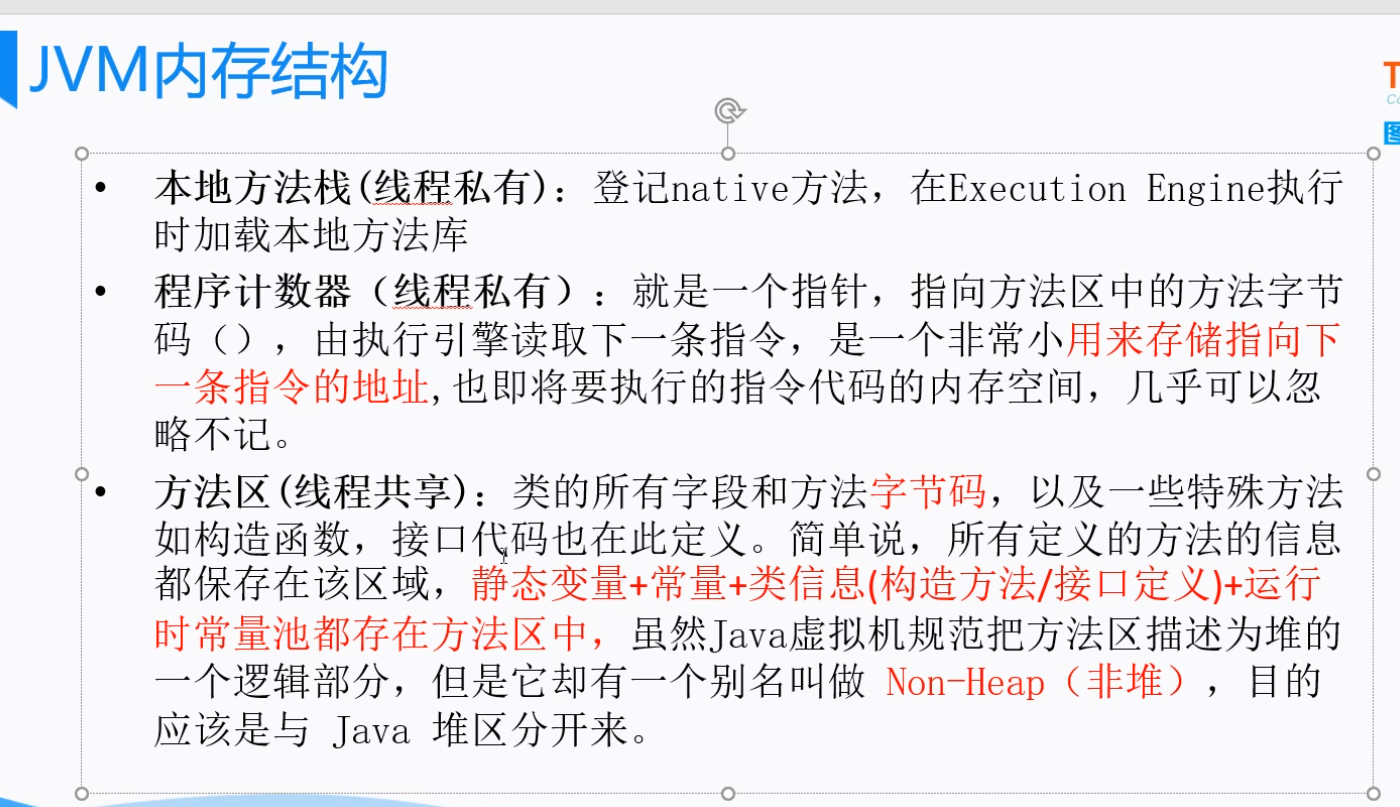 JVM内存结构
• 本地方法栈(线程私有)：登记native方法，在Execution Engine执行
时加载本地方法库
• 程序计数器（线程私有）：就是一个指针，指向方法区中的方法字节
码（），由执行引擎读取下一条指令，是一个非常小用来存储指向下
一条指令的地址,也即将要执行的指令代码的内存空间，几乎可以忽
略不记。
• 方法区(线程共享)：类的所有字段和方法字节码，以及一些特殊方法
如构造函数，接口代码也在此定义。简单说，所有定义的方法的信息
都保存在该区域，静态变量+常量+类信息(构造方法/接口定义)+运行
时常量池都存在方法区中，虽然Java虚拟机规范把方法区描述为堆的
一个逻辑部分，但是它却有一个别名叫做 Non-Heap（非堆），目的
应该是与 Java 堆区分开来。